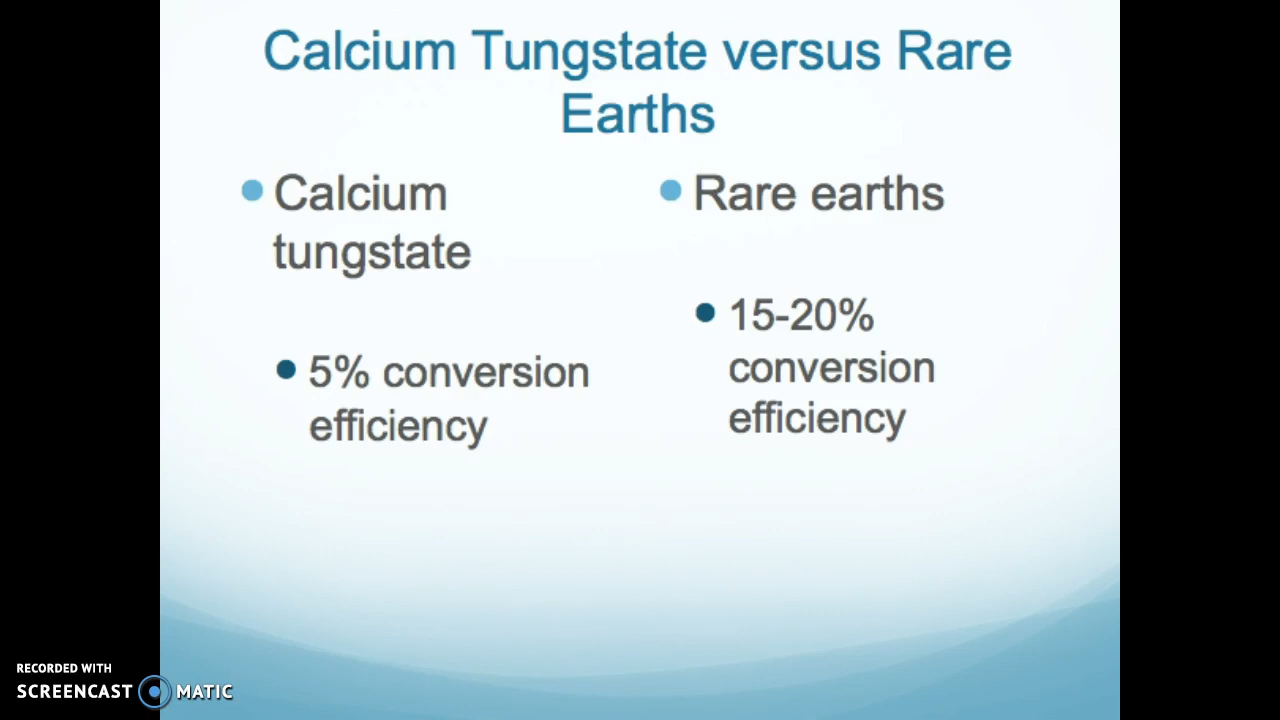 Calcium Tungstate versus Rare
Earths
Calcium
tungstate
5% conversion
efficiency
Rare earths
15-20%
conversion
efficiency
RECORDED WITH
SCREENCAST MATIC